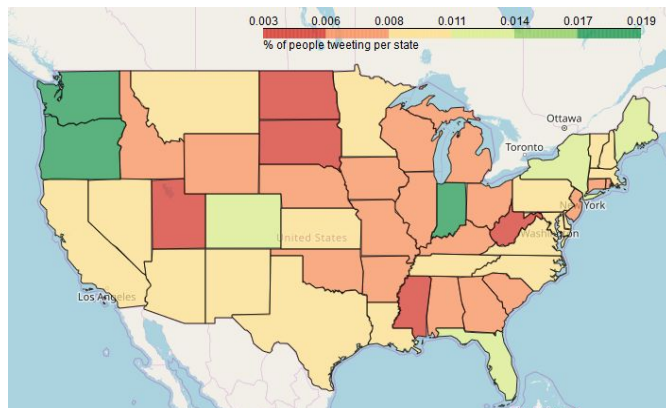 0.003 0.006 0.008 0.011 0.014 0.017 0.019
% of people tweeting per state
Ottawa
Toronto
New York
United States
Washington
Los Angeles